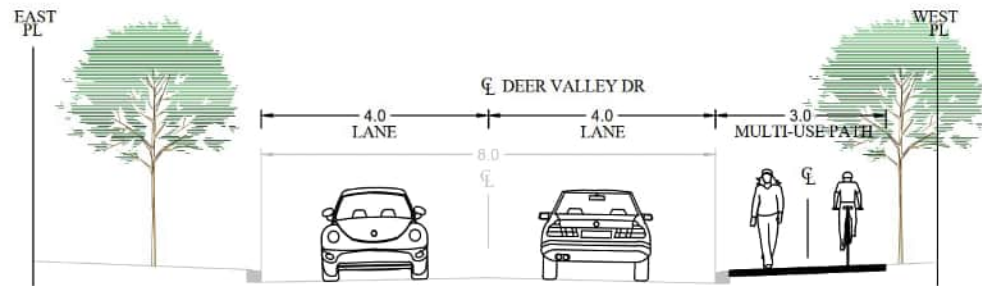 EAST
PL
WEST
PL
℄ DEER VALLEY DR
4.0
LANE
4.0
LANE
3.0
MULTI-USE PATH
8.0
℄
℄